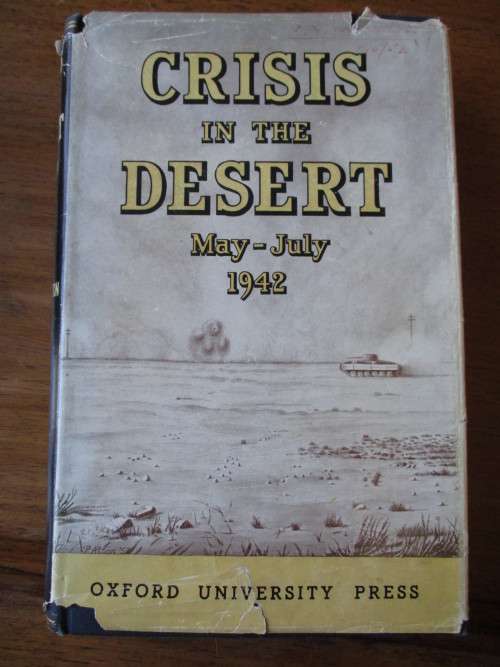 CRISIS
IN THE
DESERT
May-July
1942
OXFORD UNIVERSITY PRESS